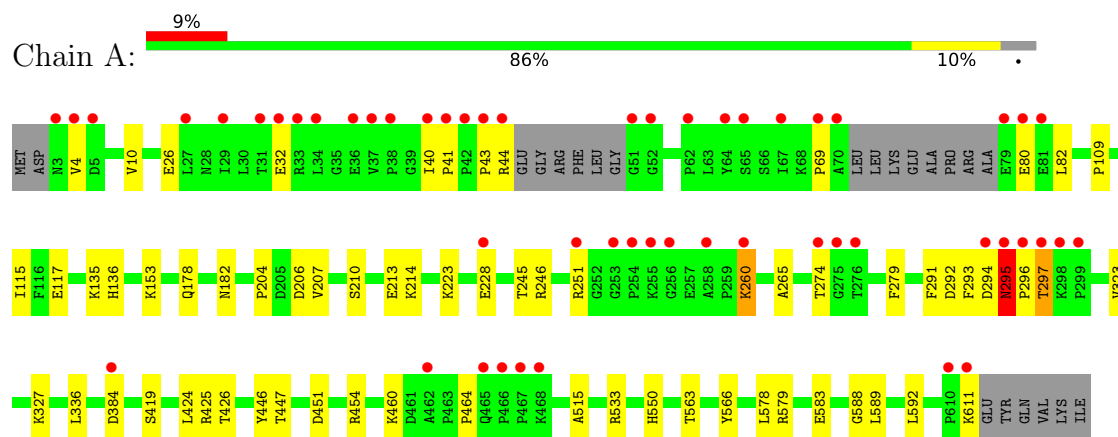 9%
Chain A:
86% 10% •
MET ASP N3 V4 D5 V10 E26 L27 N28 I29 L30 T31 E32 R33 L34 G35 E36 V37 P38 G39 I40 P41 P42 P43 R44 GLU GLY ARG PHE LEU GLY G51 G52 P62 L63 Y64 S65 S66 I67 K68 P69 A70 LEU LEU LYS GLU ALA PRO ARG ALA E79 E80 E81 L82 P109
I115 F116 E117 K135 H136 K153 Q178 N182 P204 D205 D206 V207 S210 E213 K214 K223 E228 T245 R246 R251 G252 G253 P254 K255 G256 E257 A258 P259 K260 A265 T274 G275 T276 F279 F291 D292 F293 D294 N295 P296 T297 K298 P299
K327 L336 D384 S419 L424 R425 T426 Y446 T447 D451 R454 K460 D461 A462 P463 P464 Q465 P466 P467 K468 A515 R533 H550 T563 Y566 L578 R579 E583 G588 L589 L592 P610 K611 GLU TYR GLN VAL LYS ILE